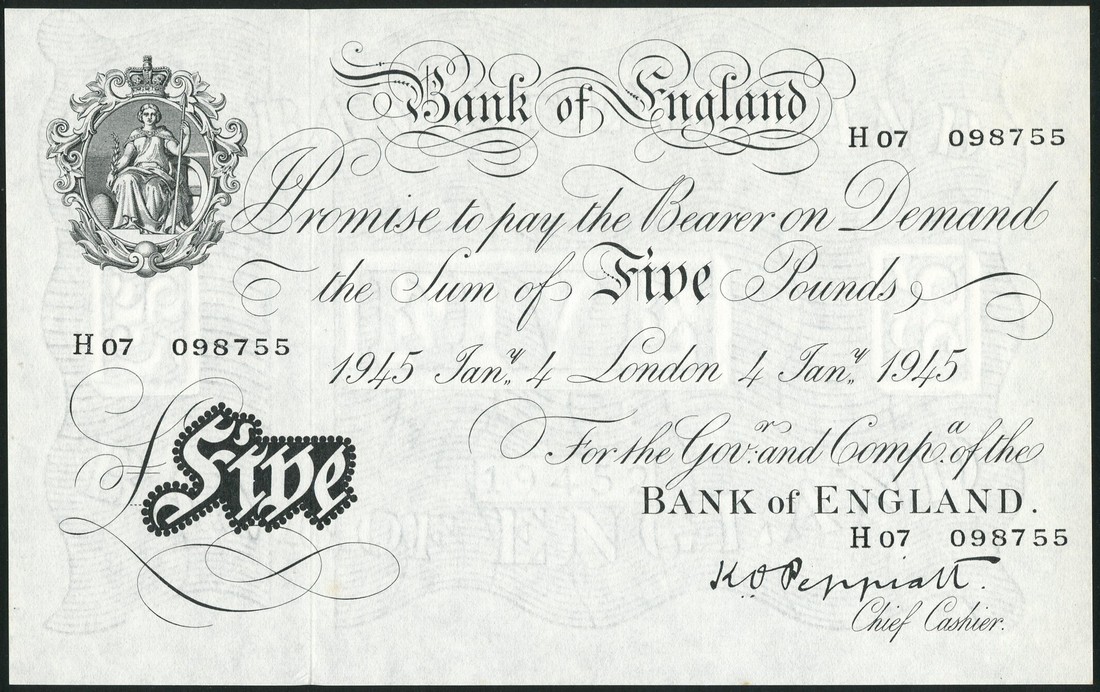 Bank of England
H07 098755
I Promise to pay the Bearer on Demand
the Sum of Five Pounds
H07 098755
1945 Janʸ 4 London 4 Janʸ 1945
For the Govʳ: and Compᵃ. of the
BANK of ENGLAND.
£Five
H07 098755
K.O. Peppiatt.
Chief Cashier.